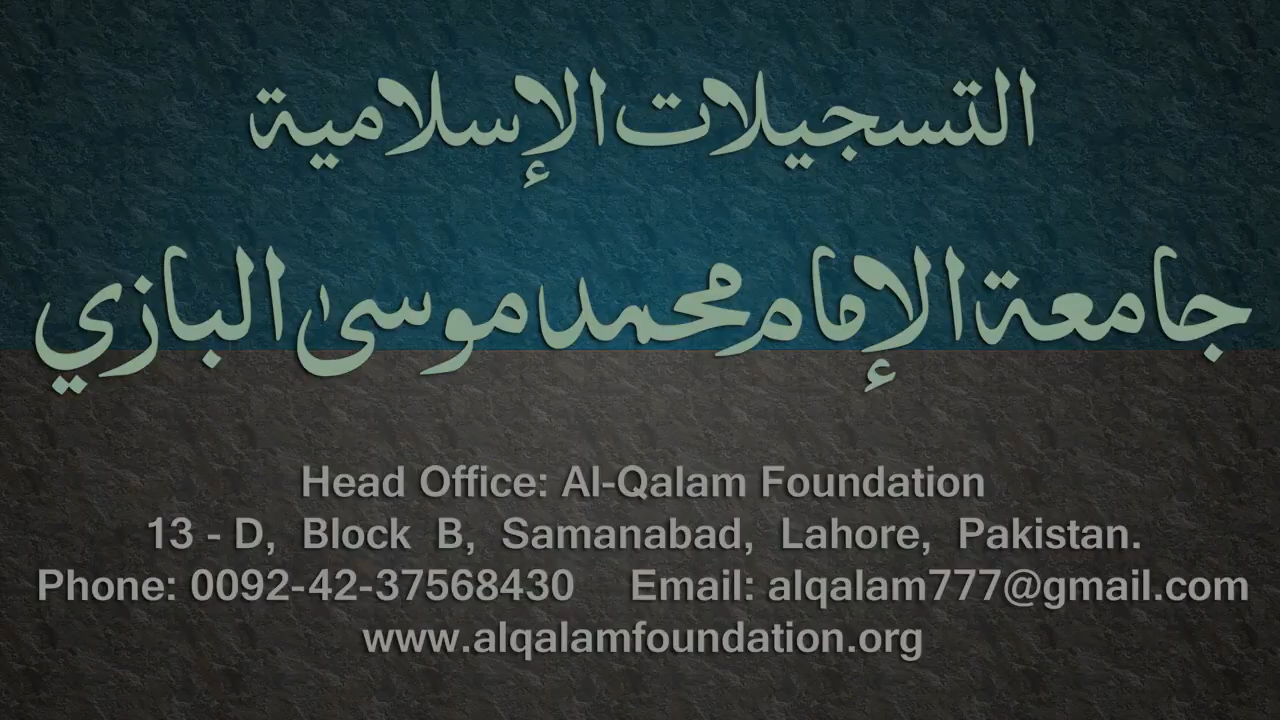 التسجيلات الإسلامية
جامعة الإمام محمد موسىٰ البازي
Head Office: Al-Qalam Foundation
13 - D, Block B, Samanabad, Lahore, Pakistan.
Phone: 0092-42-37568430 Email: alqalam777@gmail.com
www.alqalamfoundation.org